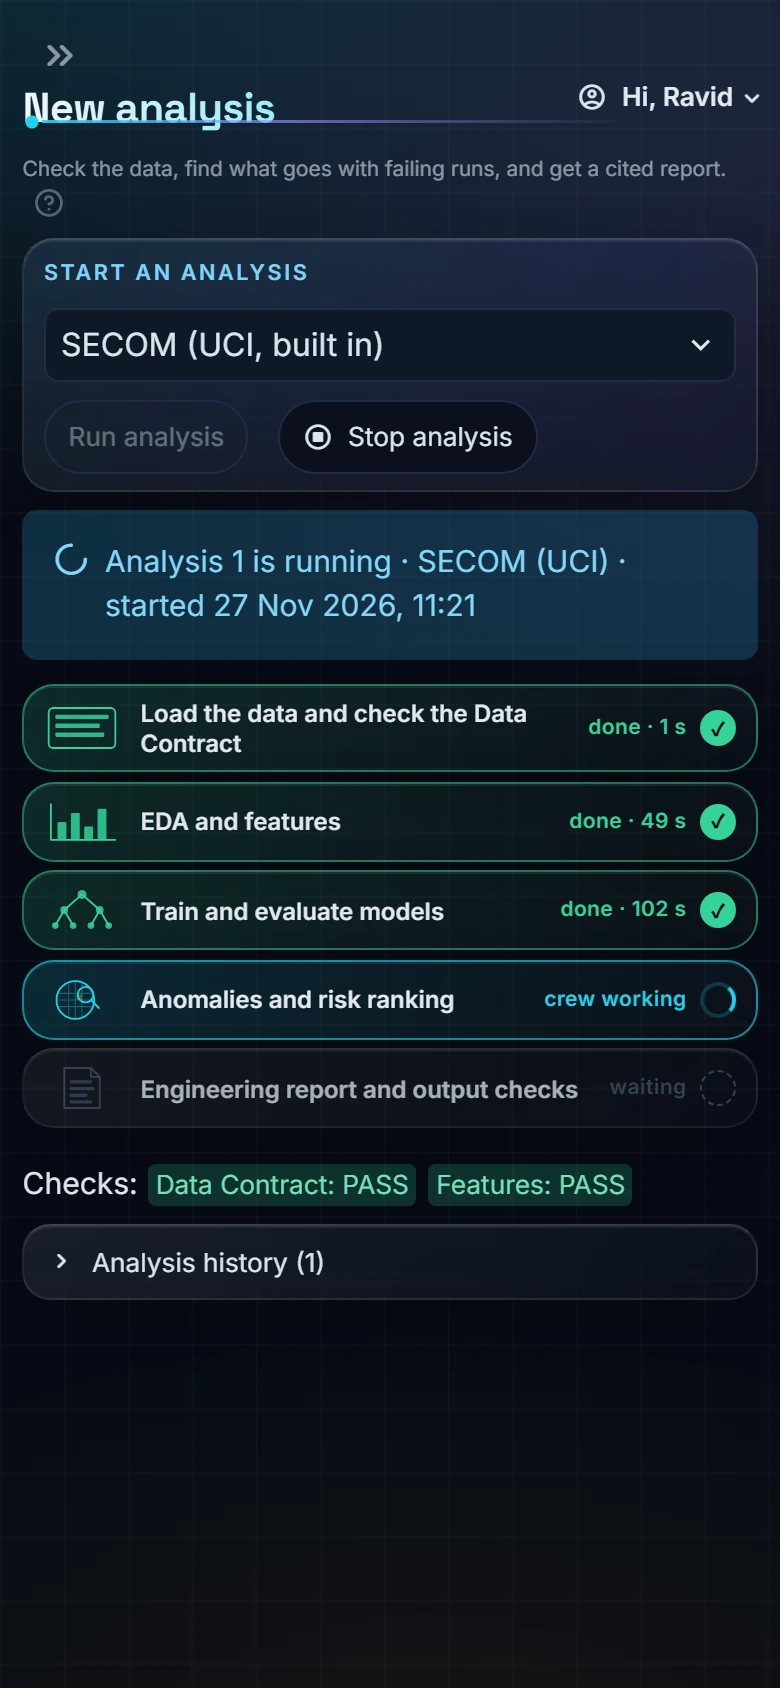 New analysis
Hi, Ravid
Check the data, find what goes with failing runs, and get a cited report.
START AN ANALYSIS
SECOM (UCI, built in)
Run analysis
Stop analysis
Analysis 1 is running · SECOM (UCI) ·
started 27 Nov 2026, 11:21
Load the data and check the Data
Contract
done · 1 s
EDA and features
done · 49 s
Train and evaluate models
done · 102 s
Anomalies and risk ranking
crew working
Engineering report and output checks
waiting
Checks: Data Contract: PASS Features: PASS
Analysis history (1)